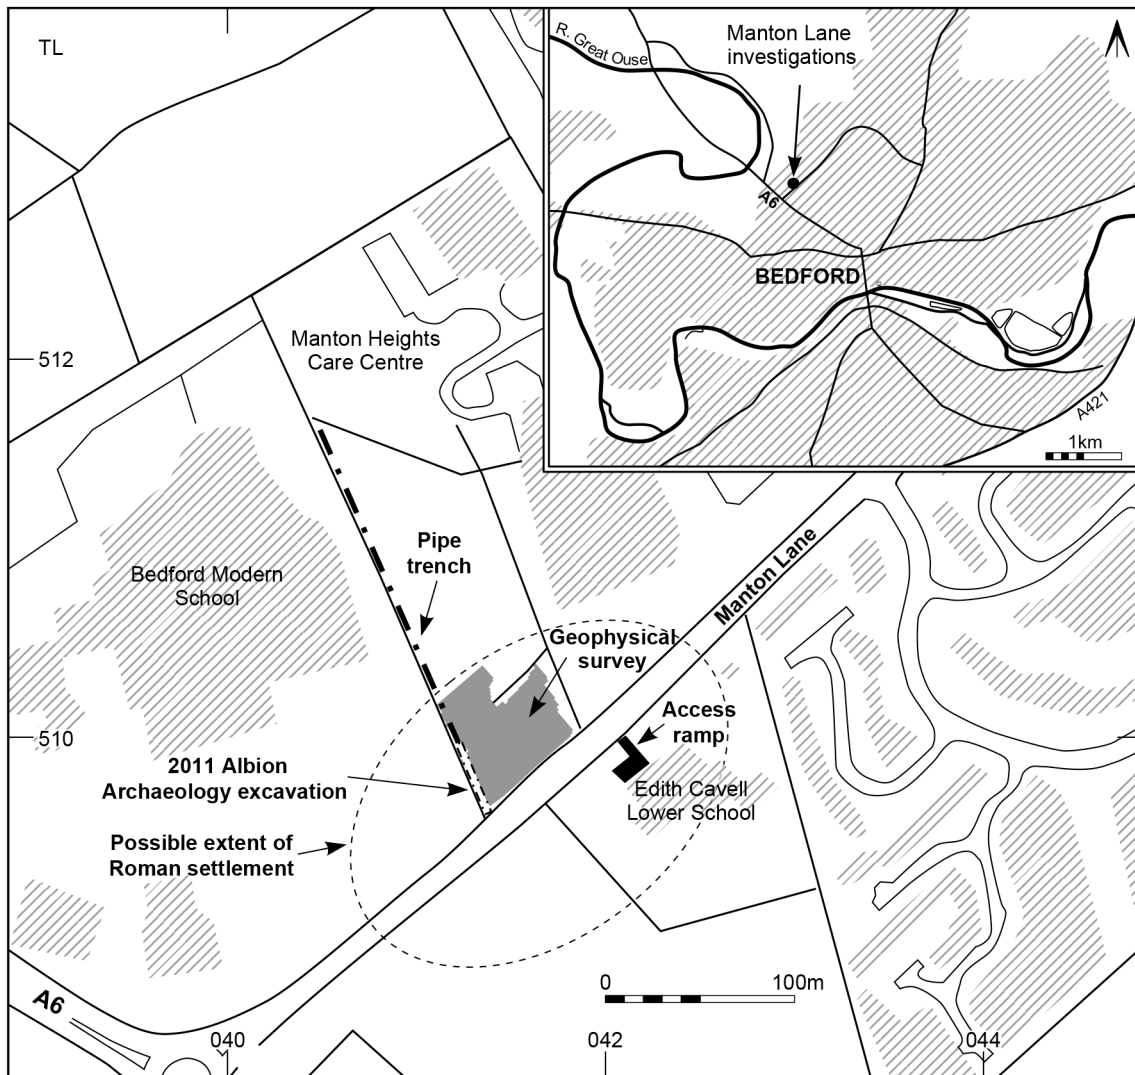 TL
R. Great Ouse
Manton Lane
investigations
A6
BEDFORD
A421
1km
Manton Heights
Care Centre
512
Pipe
trench
Bedford Modern
School
Manton Lane
Geophysical
survey
Access
ramp
510
2011 Albion
Archaeology excavation
Edith Cavell
Lower School
Possible extent of
Roman settlement
0 100m
A6
040
042
044